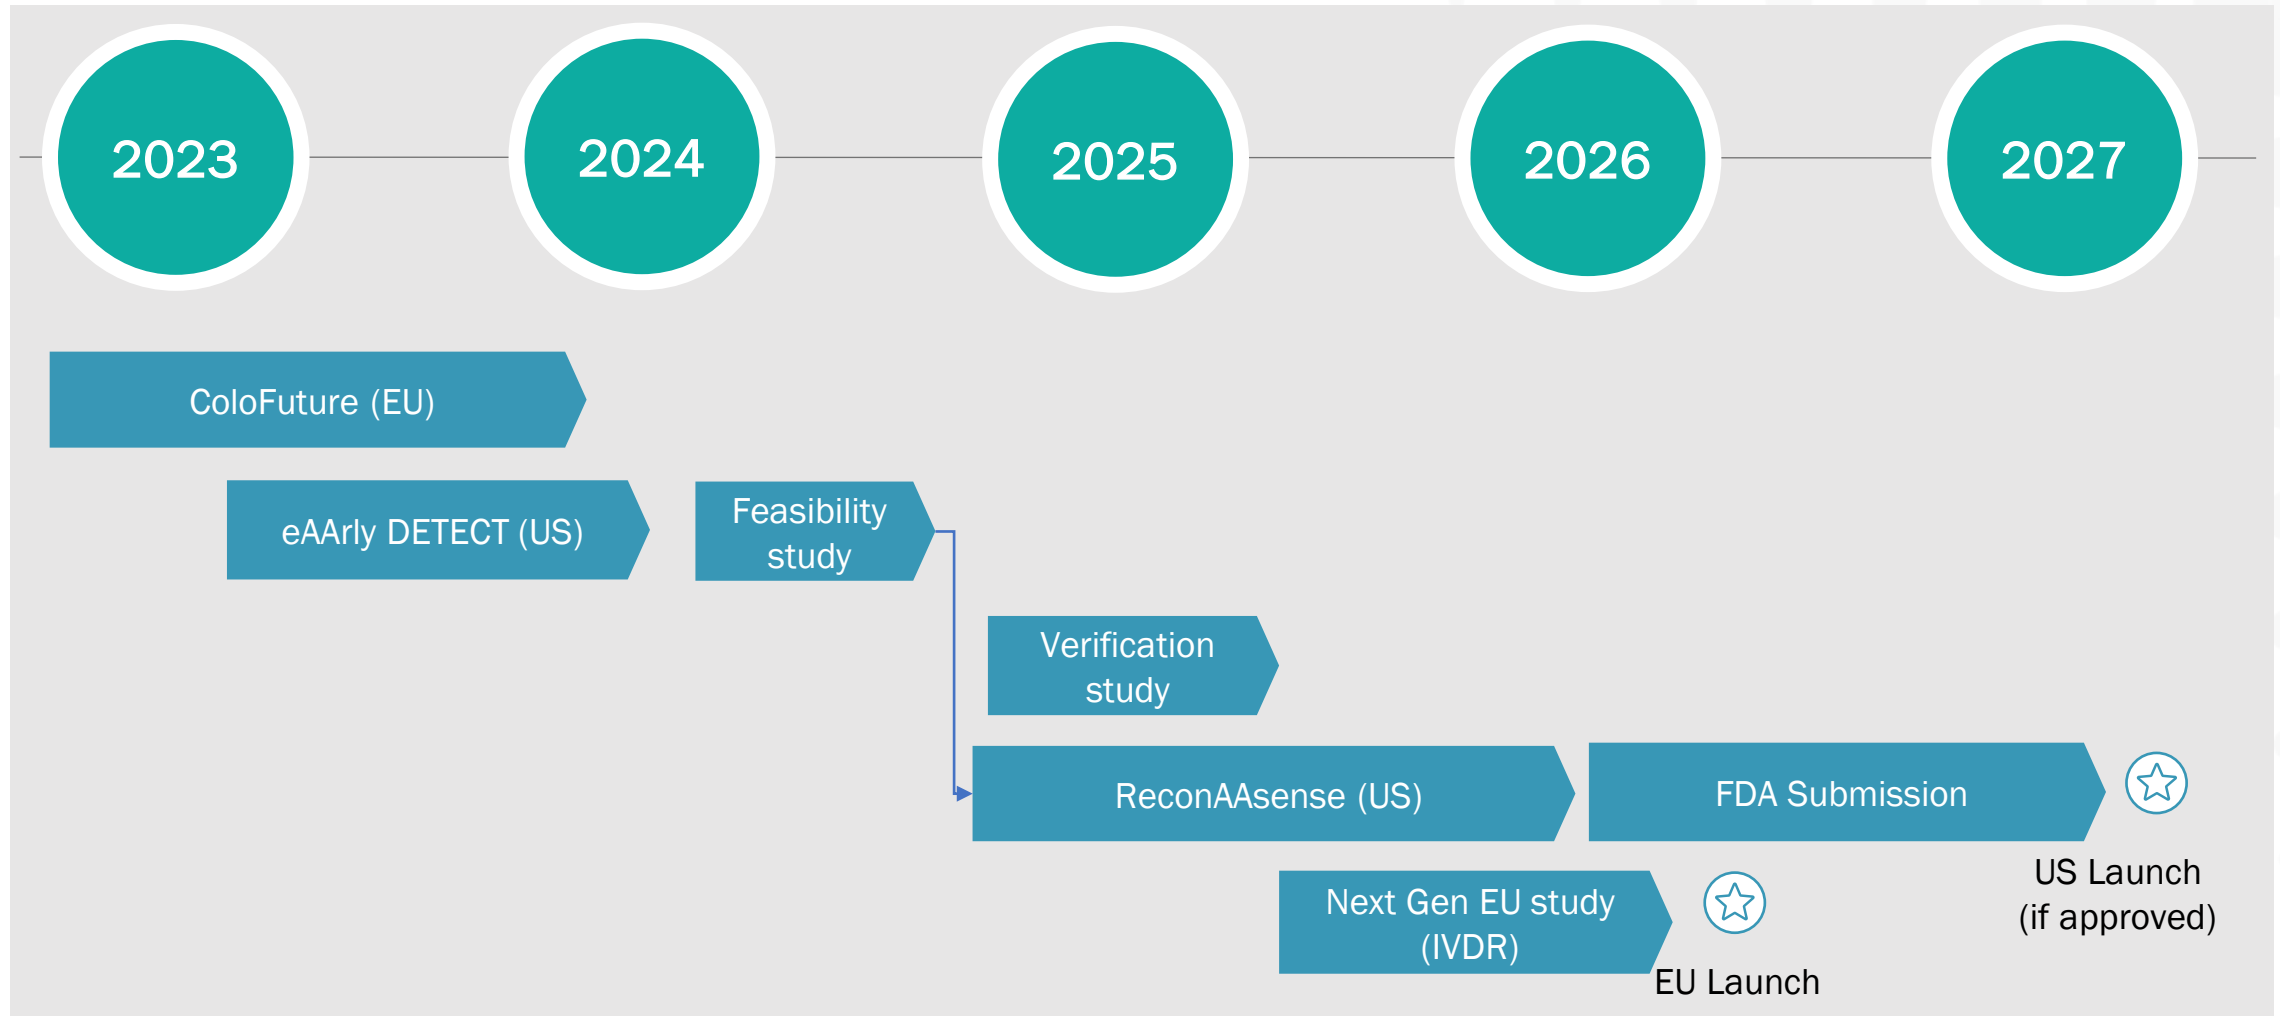 2023
2024
2025
2026
2027
ColoFuture (EU)
eAArly DETECT (US)
Feasibility
study
Verification
study
ReconAAsense (US)
FDA Submission
US Launch
(if approved)
Next Gen EU study
(IVDR)
EU Launch